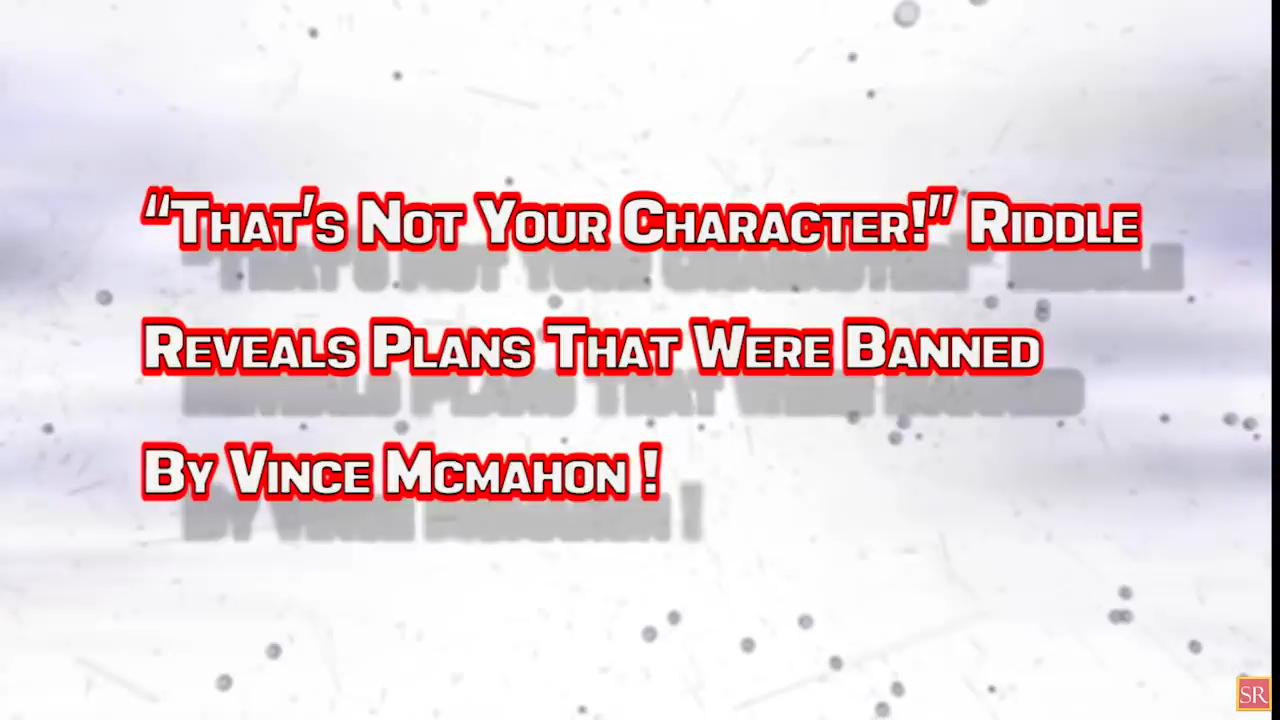 “That's Not Your Character!” Riddle
Reveals Plans That Were Banned
By Vince Mcmahon !
SR